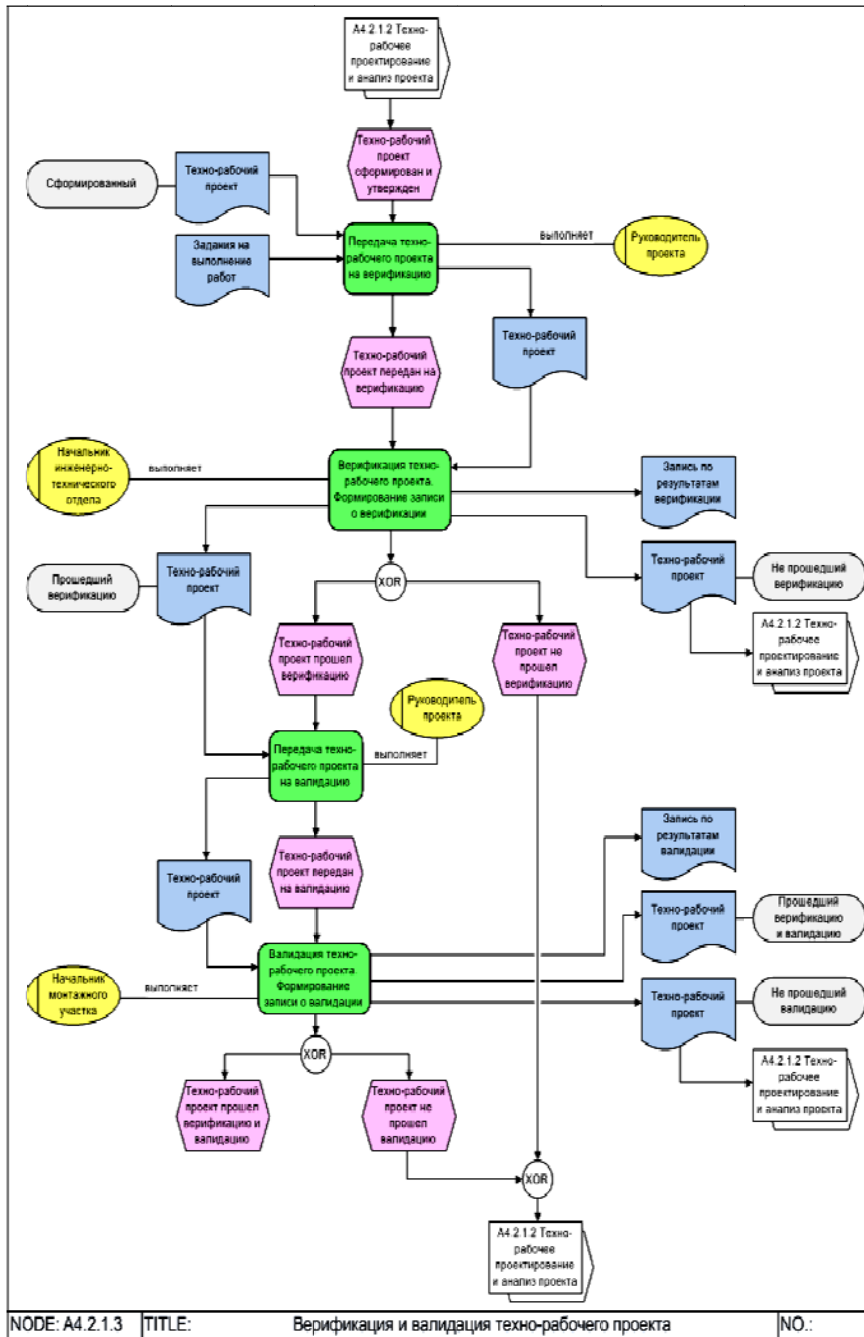 А4.2.1.2 Техно-
рабочее
проектирование
и анализ проекта
Техно-рабочий
проект
сформирован и
утвержден
Сформированный
Техно-рабочий
проект
Задания на
выполнение
работ
Передача техно-
рабочего проекта
на верификацию
выполняет
Руководитель
проекта
Техно-рабочий
проект передан на
верификацию
Техно-рабочий
проект
Начальник
инженерно-
технического
отдела
выполняет
Верификация техно-
рабочего проекта.
Формирование записи
о верификации
Запись по
результатам
верификации
Прошедший
верификацию
Техно-рабочий
проект
XOR
Техно-рабочий
проект
Не прошедший
верификацию
А4.2.1.2 Техно-
рабочее
проектирование
и анализ проекта
Техно-рабочий
проект прошел
верификацию
Техно-рабочий
проект не
прошел
верификацию
Руководитель
проекта
Передача техно-
рабочего проекта
на валидацию
выполняет
Техно-рабочий
проект
Техно-рабочий
проект передан
на валидацию
Запись по
результатам
валидации
Техно-рабочий
проект
Прошедший
верификацию
и валидацию
Начальник
монтажного
участка
выполняет
Валидация техно-
рабочего проекта.
Формирование
записи о валидации
Техно-рабочий
проект
Не прошедший
валидацию
XOR
А4.2.1.2 Техно-
рабочее
проектирование
и анализ проекта
Техно-рабочий
проект прошел
верификацию и
валидацию
Техно-рабочий
проект не
прошел
валидацию
XOR
А4.2.1.2 Техно-
рабочее
проектирование
и анализ проекта
NODE: A4.2.1.3 TITLE: Верификация и валидация техно-рабочего проекта NO.: